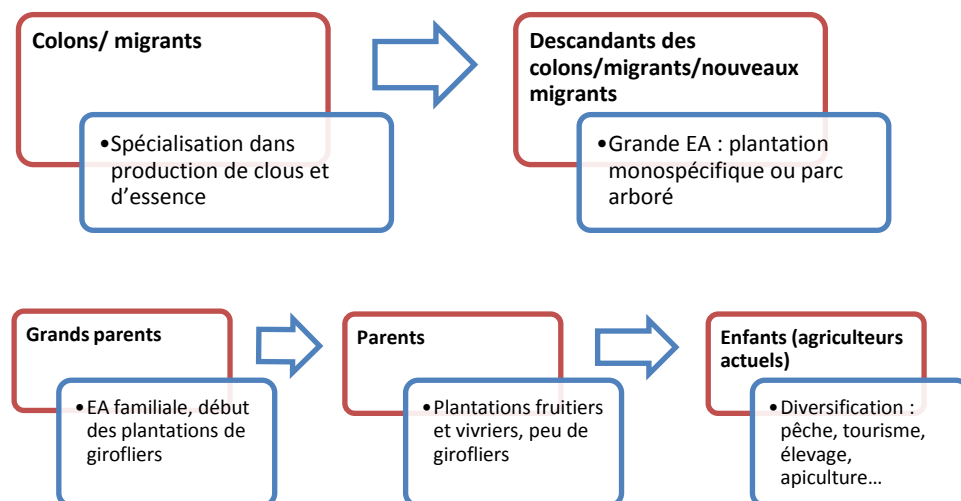 Colons/ migrants
•Spécialisation dans
production de clous et
d’essence
Descandants des
colons/migrants/nouveaux
migrants
•Grande EA : plantation
monospécifique ou parc
arboré
Grands parents
•EA familiale, début
des plantations de
girofliers
Parents
•Plantations fruitiers
et vivriers, peu de
girofliers
Enfants (agriculteurs
actuels)
•Diversification :
pêche, tourisme,
élevage,
apiculture…